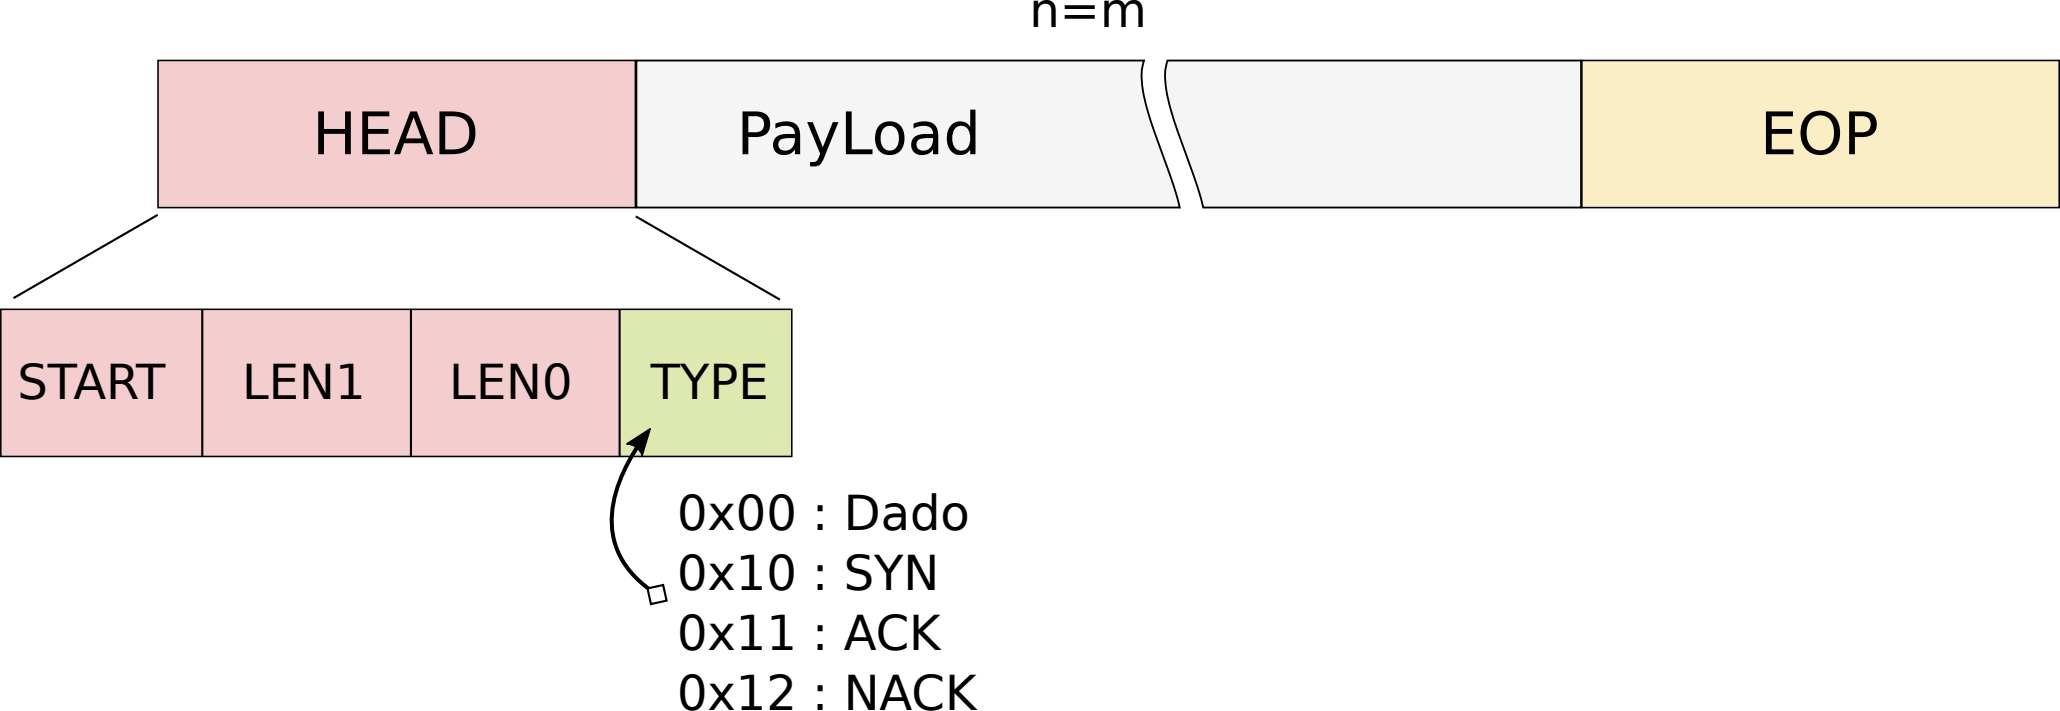 n=m
HEAD PayLoad EOP
START LEN1 LEN0 TYPE
0x00 : Dado
0x10 : SYN
0x11 : ACK
0x12 : NACK